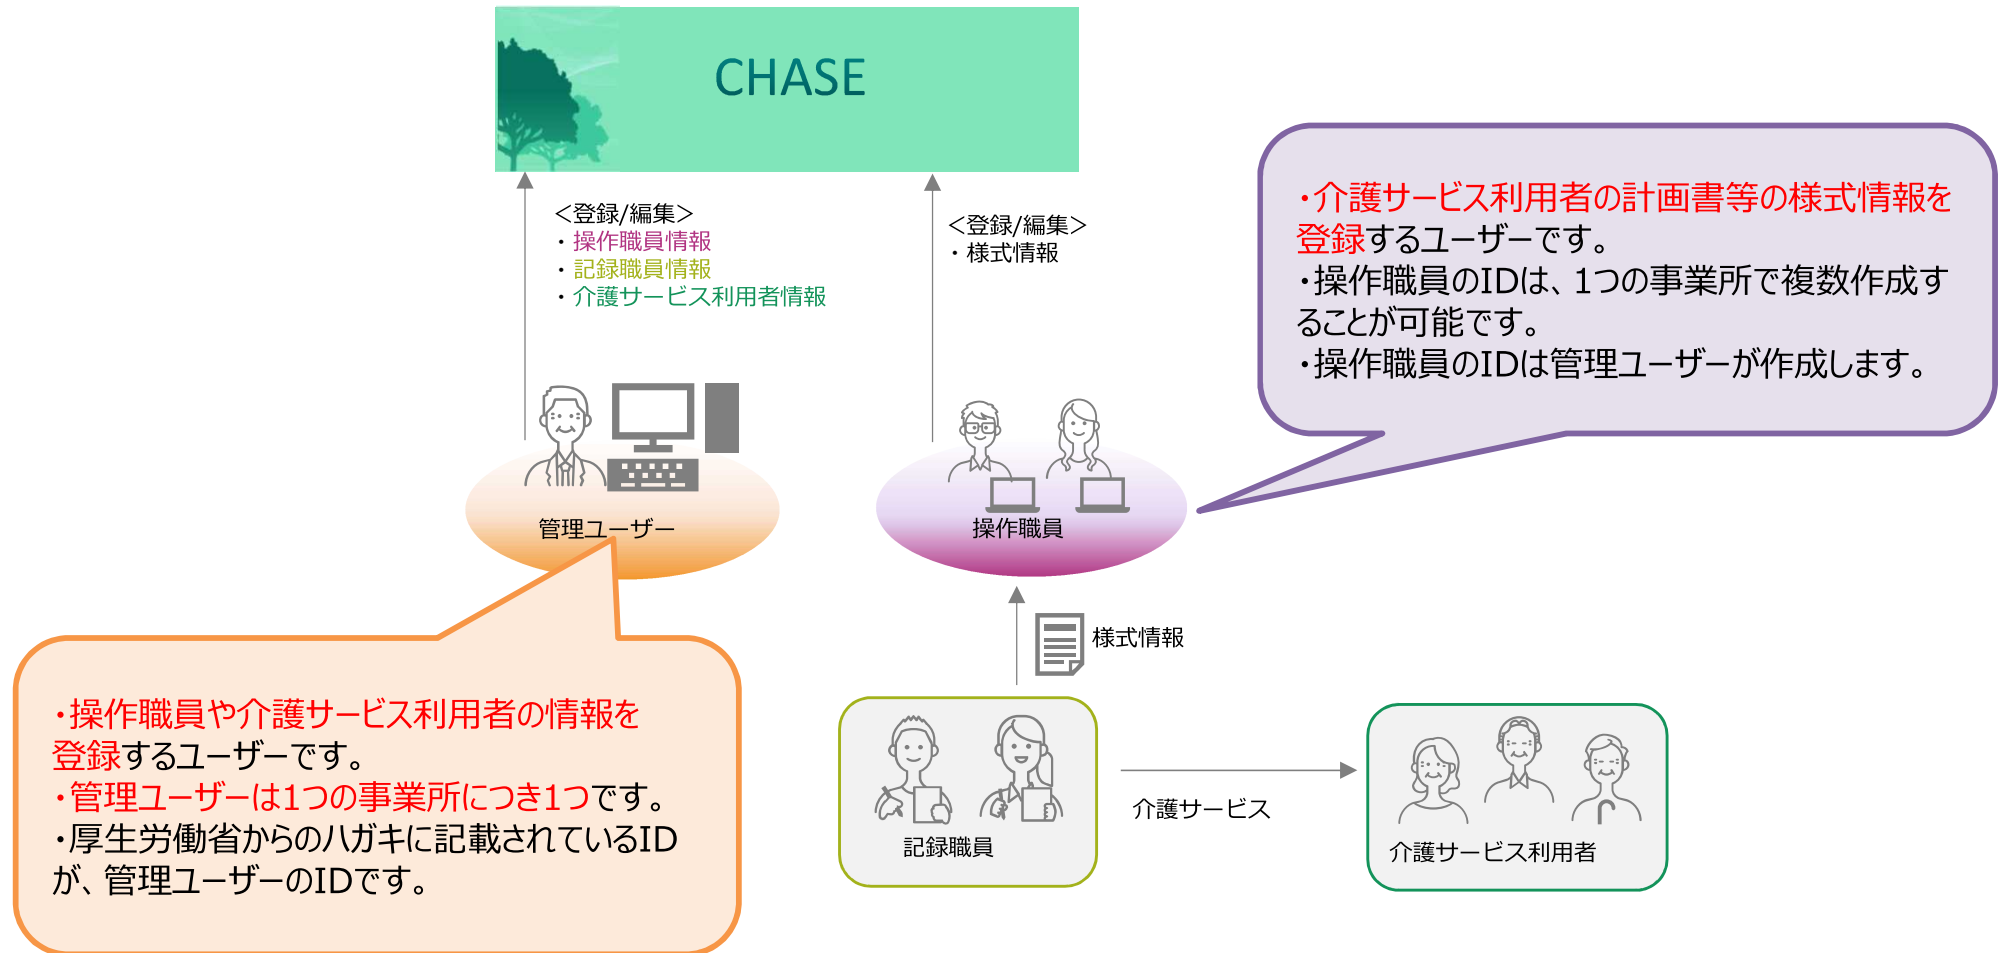 CHASE
＜登録/編集＞
・操作職員情報
・記録職員情報
・介護サービス利用者情報
＜登録/編集＞
・様式情報
・介護サービス利用者の計画書等の様式情報を
登録するユーザーです。
・操作職員のIDは、1つの事業所で複数作成す
ることが可能です。
・操作職員のIDは管理ユーザーが作成します。
管理ユーザー
操作職員
様式情報
・操作職員や介護サービス利用者の情報を
登録するユーザーです。
・管理ユーザーは1つの事業所につき1つです。
・厚生労働省からのハガキに記載されているID
が、管理ユーザーのIDです。
記録職員
介護サービス
介護サービス利用者